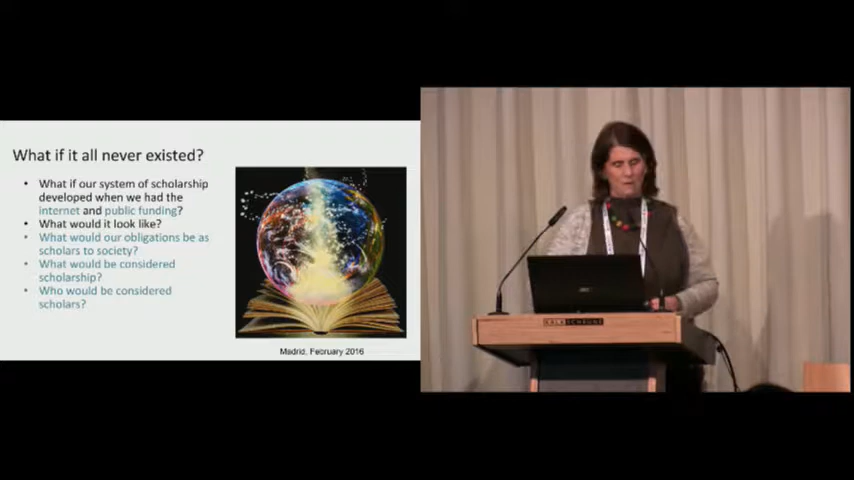 What if it all never existed?
• What if our system of scholarship
developed when we had the
internet and public funding?
• What would it look like?
• What would our obligations be as
scholars to society?
• What would be considered
scholarship?
• Who would be considered
scholars?
Madrid, February 2016